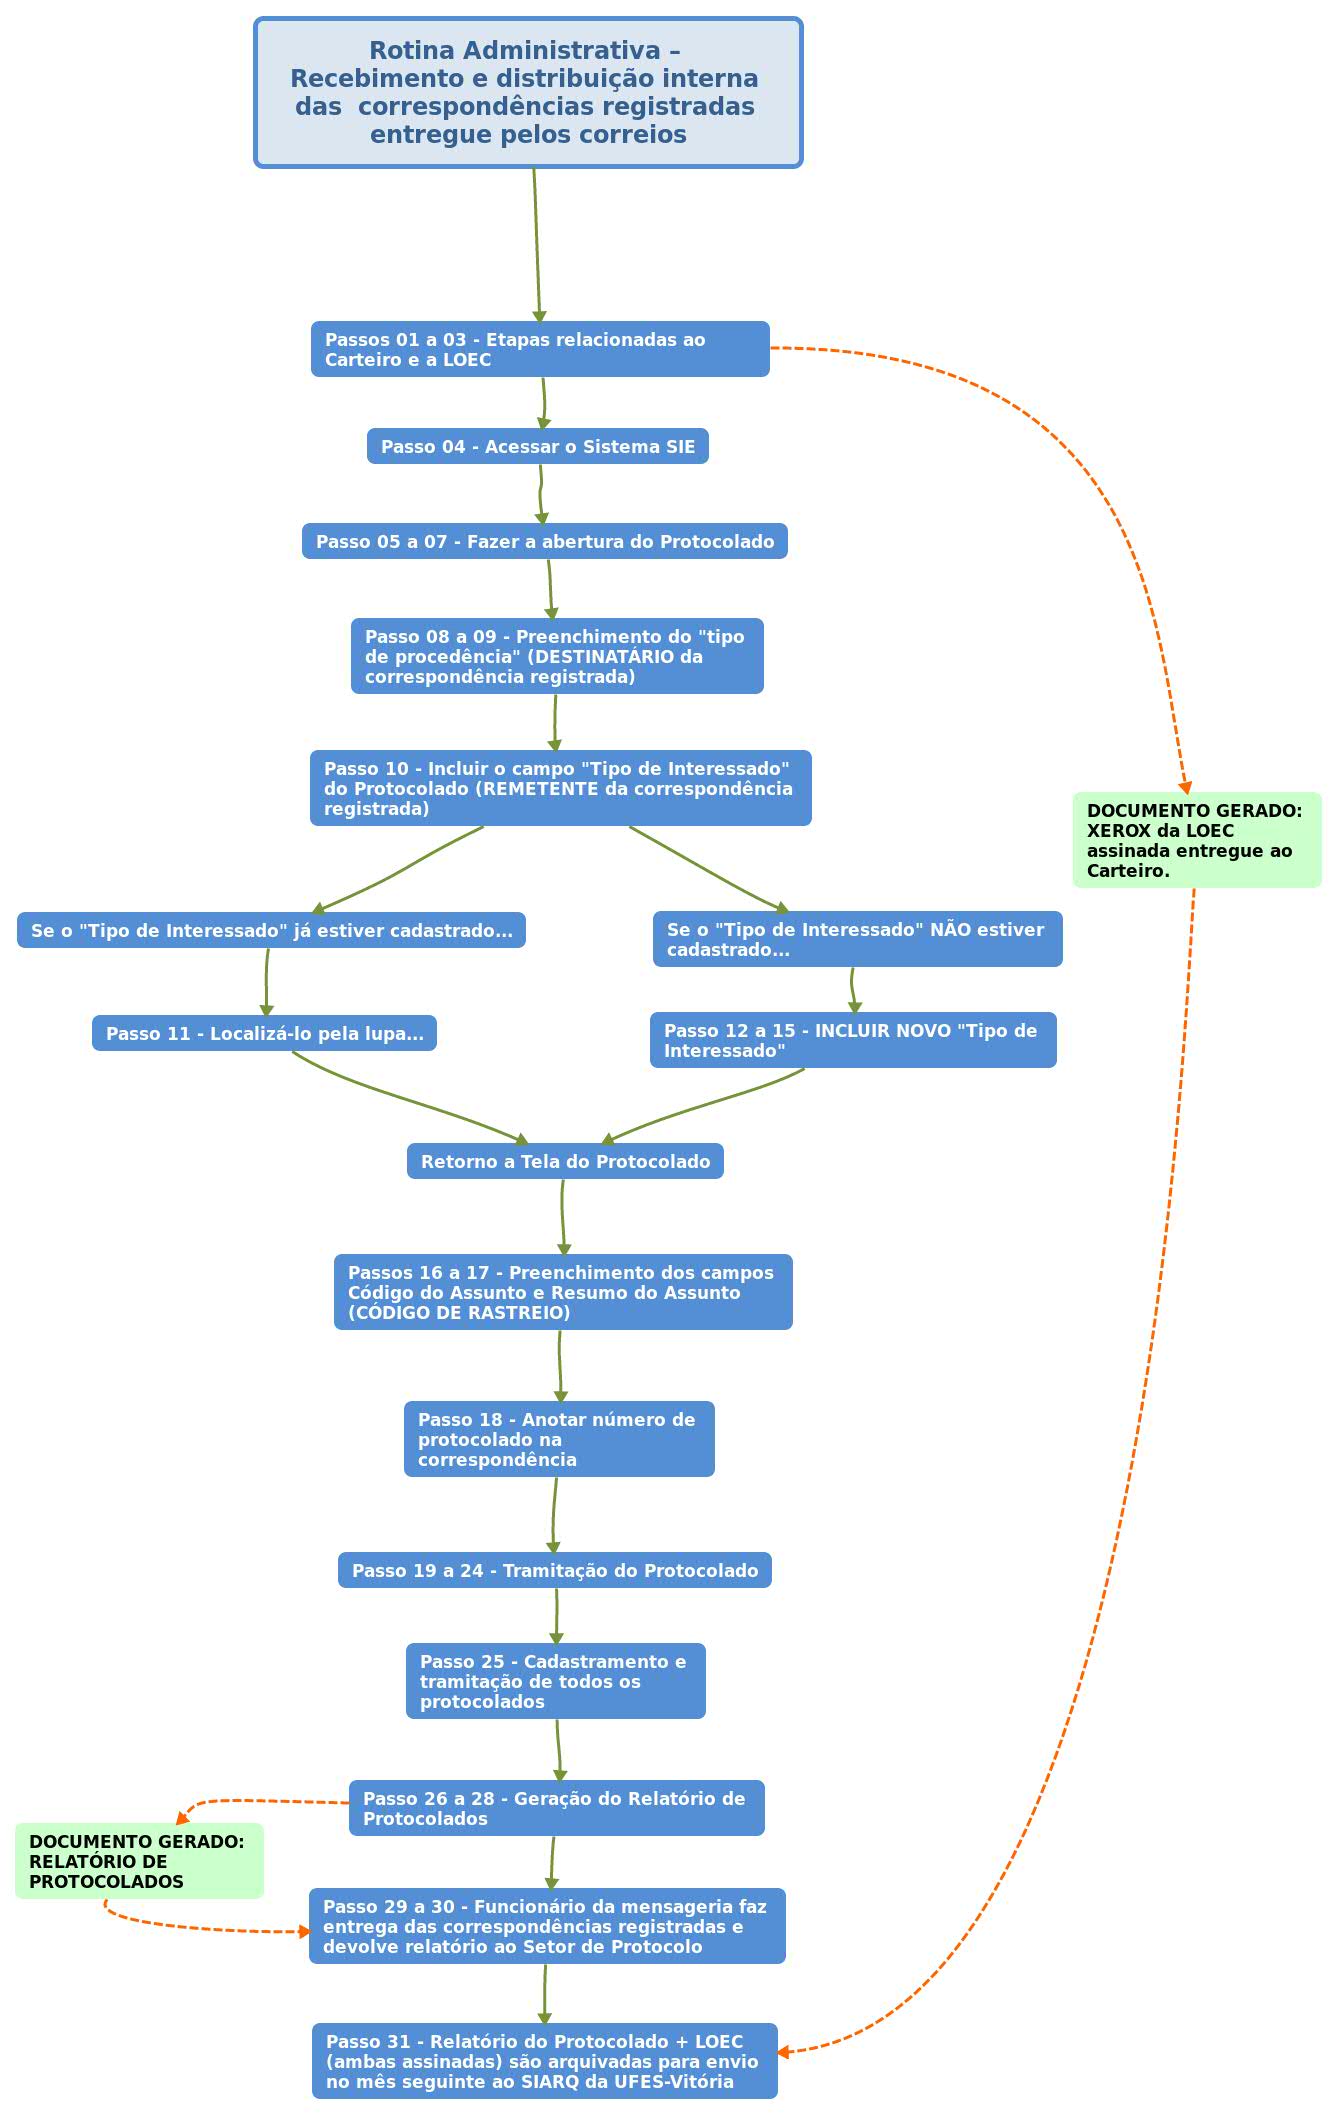 Rotina Administrativa –
Recebimento e distribuição interna
das  correspondências registradas
entregue pelos correios
Passos 01 a 03 - Etapas relacionadas ao
Carteiro e a LOEC
Passo 04 - Acessar o Sistema SIE
Passo 05 a 07 - Fazer a abertura do Protocolado
Passo 08 a 09 - Preenchimento do "tipo
de procedência" (DESTINATÁRIO da
correspondência registrada)
Passo 10 - Incluir o campo "Tipo de Interessado"
do Protocolado (REMETENTE da correspondência
registrada)
DOCUMENTO GERADO:
XEROX da LOEC
assinada entregue ao
Carteiro.
Se o "Tipo de Interessado" já estiver cadastrado...
Se o "Tipo de Interessado" NÃO estiver
cadastrado...
Passo 11 - Localizá-lo pela lupa...
Passo 12 a 15 - INCLUIR NOVO "Tipo de
Interessado"
Retorno a Tela do Protocolado
Passos 16 a 17 - Preenchimento dos campos
Código do Assunto e Resumo do Assunto
(CÓDIGO DE RASTREIO)
Passo 18 - Anotar número de
protocolado na
correspondência
Passo 19 a 24 - Tramitação do Protocolado
Passo 25 - Cadastramento e
tramitação de todos os
protocolados
Passo 26 a 28 - Geração do Relatório de
Protocolados
DOCUMENTO GERADO:
RELATÓRIO DE
PROTOCOLADOS
Passo 29 a 30 - Funcionário da mensageria faz
entrega das correspondências registradas e
devolve relatório ao Setor de Protocolo
Passo 31 - Relatório do Protocolado + LOEC
(ambas assinadas) são arquivadas para envio
no mês seguinte ao SIARQ da UFES-Vitória